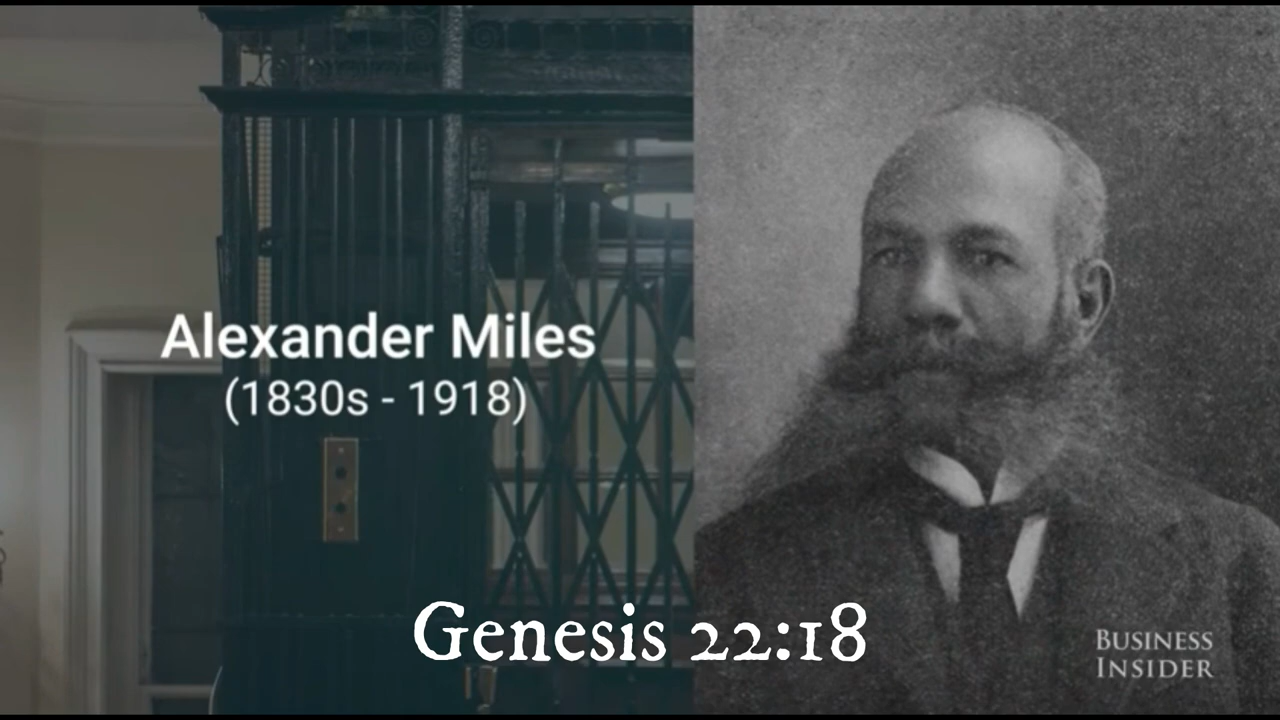 Alexander Miles
(1830s - 1918)
Genesis 22:18
BUSINESS
INSIDER